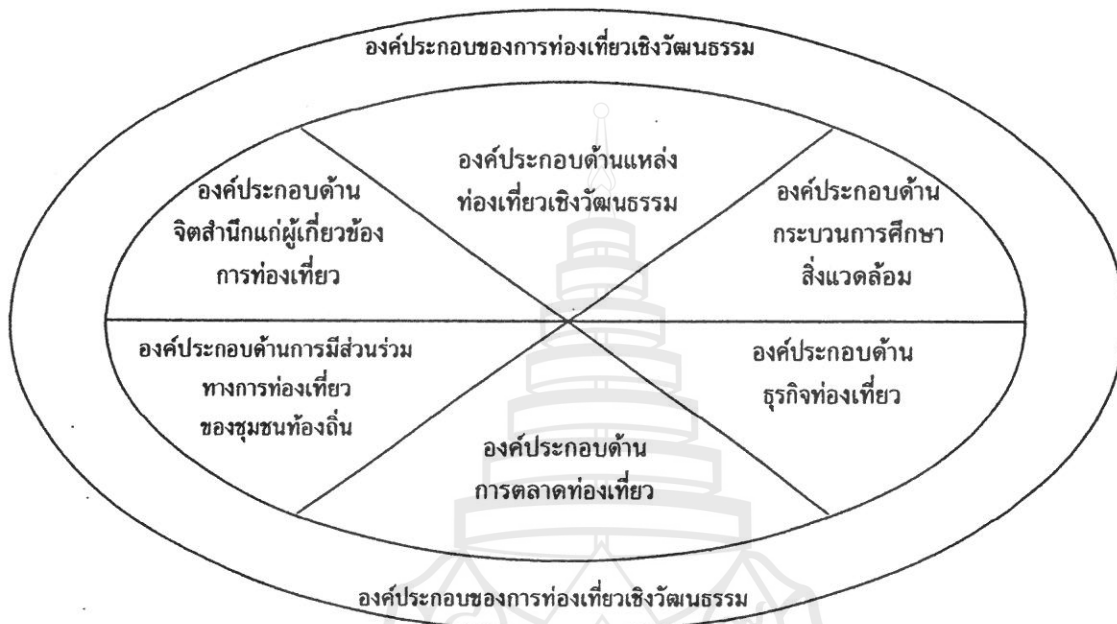 องค์ประกอบของการท่องเที่ยวเชิงวัฒนธรรม
องค์ประกอบด้านแหล่ง
ท่องเที่ยวเชิงวัฒนธรรม
องค์ประกอบด้าน
จิตสำนึกแก่ผู้เกี่ยวข้อง
การท่องเที่ยว
องค์ประกอบด้าน
กระบวนการศึกษา
สิ่งแวดล้อม
องค์ประกอบด้านการมีส่วนร่วม
ทางการท่องเที่ยว
ของชุมชนท้องถิ่น
องค์ประกอบด้าน
ธุรกิจท่องเที่ยว
องค์ประกอบด้าน
การตลาดท่องเที่ยว
องค์ประกอบของการท่องเที่ยวเชิงวัฒนธรรม